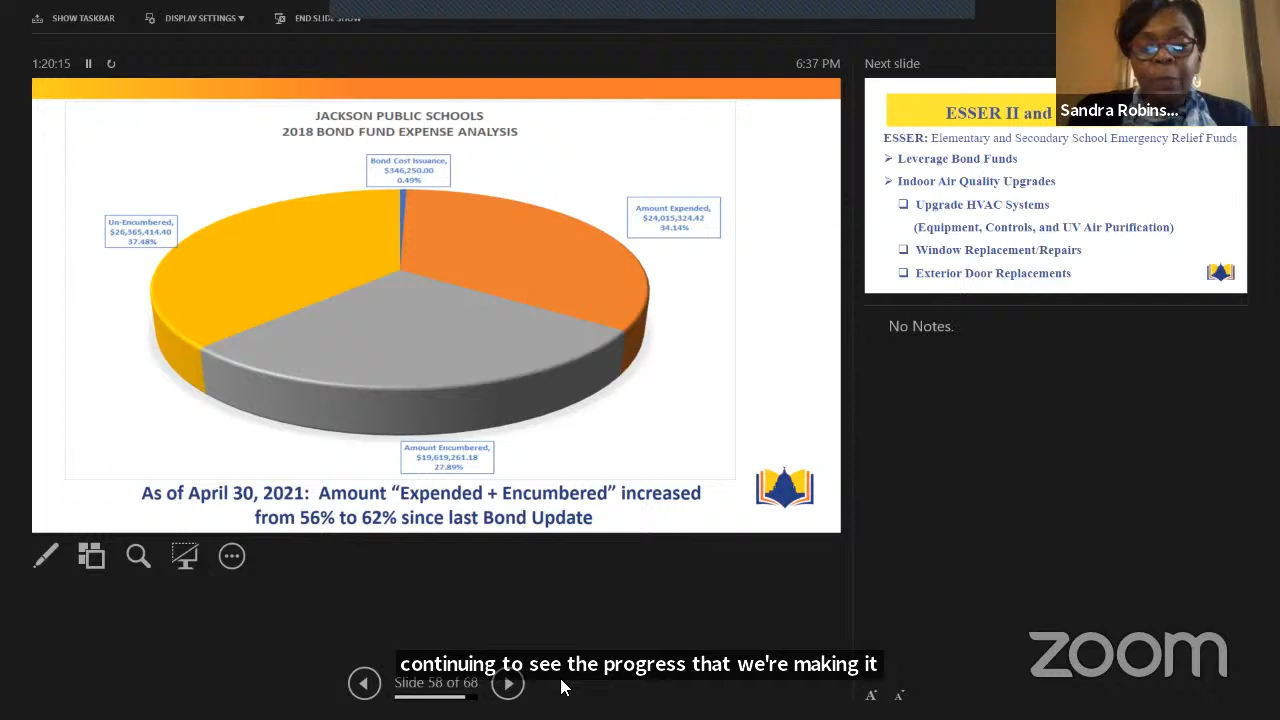 SHOW TASKBAR
DISPLAY SETTINGS ▼
END SLIDE SHOW
1:20:15
6:37 PM
JACKSON PUBLIC SCHOOLS
2018 BOND FUND EXPENSE ANALYSIS
Bond Cost Issuance,
$346,250.00
0.49%
Un-Encumbered,
$26,365,414.40
37.48%
Amount Expended,
$24,015,324.42
34.14%
Amount Encumbered,
$19,619,261.18
27.89%
As of April 30, 2021: Amount “Expended + Encumbered” increased
from 56% to 62% since last Bond Update
Next slide
Sandra Robins...
ESSER II and
ESSER: Elementary and Secondary School Emergency Relief Funds
➢ Leverage Bond Funds
➢ Indoor Air Quality Upgrades
❑ Upgrade HVAC Systems
(Equipment, Controls, and UV Air Purification)
❑ Window Replacement/Repairs
❑ Exterior Door Replacements
No Notes.
continuing to see the progress that we're making it
Slide 58 of 68
A A
zoom